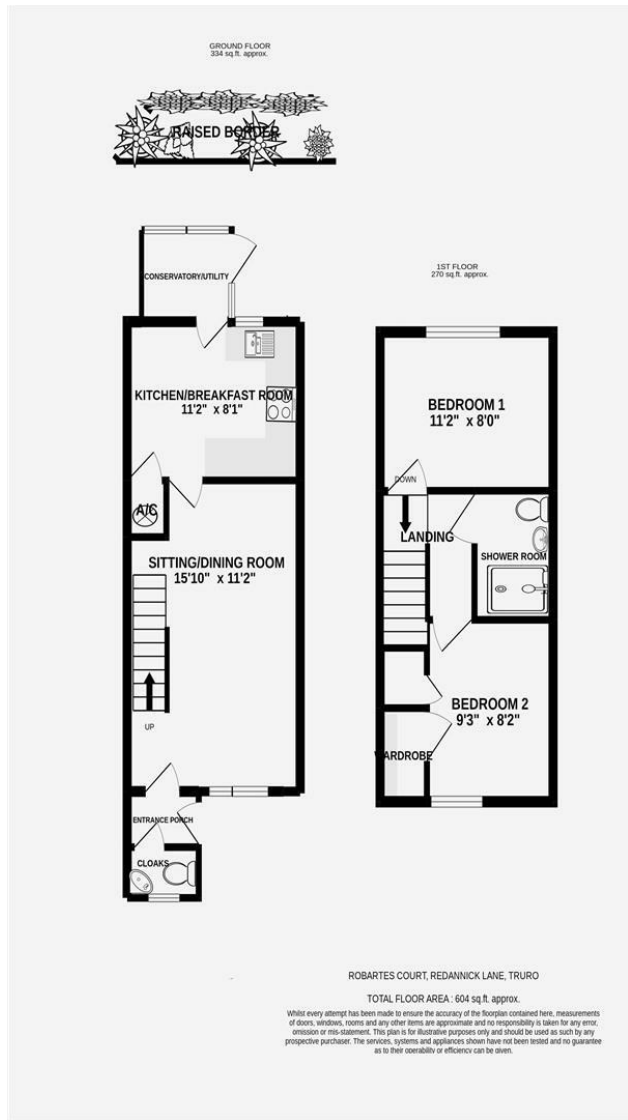 GROUND FLOOR
334 sq.ft. approx.
RAISED BORDER
CONSERVATORY/UTILITY
KITCHEN/BREAKFAST ROOM
11'2" x 8'1"
A/C
SITTING/DINING ROOM
15'10" x 11'2"
UP
ENTRANCE PORCH
CLOAKS
1ST FLOOR
270 sq.ft. approx.
BEDROOM 1
11'2" x 8'0"
DOWN
LANDING
SHOWER ROOM
BEDROOM 2
9'3" x 8'2"
WARDROBE
ROBARTES COURT, REDANNICK LANE, TRURO
TOTAL FLOOR AREA : 604 sq.ft. approx.
Whilst every attempt has been made to ensure the accuracy of the floorplan contained here, measurements
of doors, windows, rooms and any other items are approximate and no responsibility is taken for any error,
omission or mis-statement. This plan is for illustrative purposes only and should be used as such by any
prospective purchaser. The services, systems and appliances shown have not been tested and no guarantee
as to their operability or efficiency can be given.